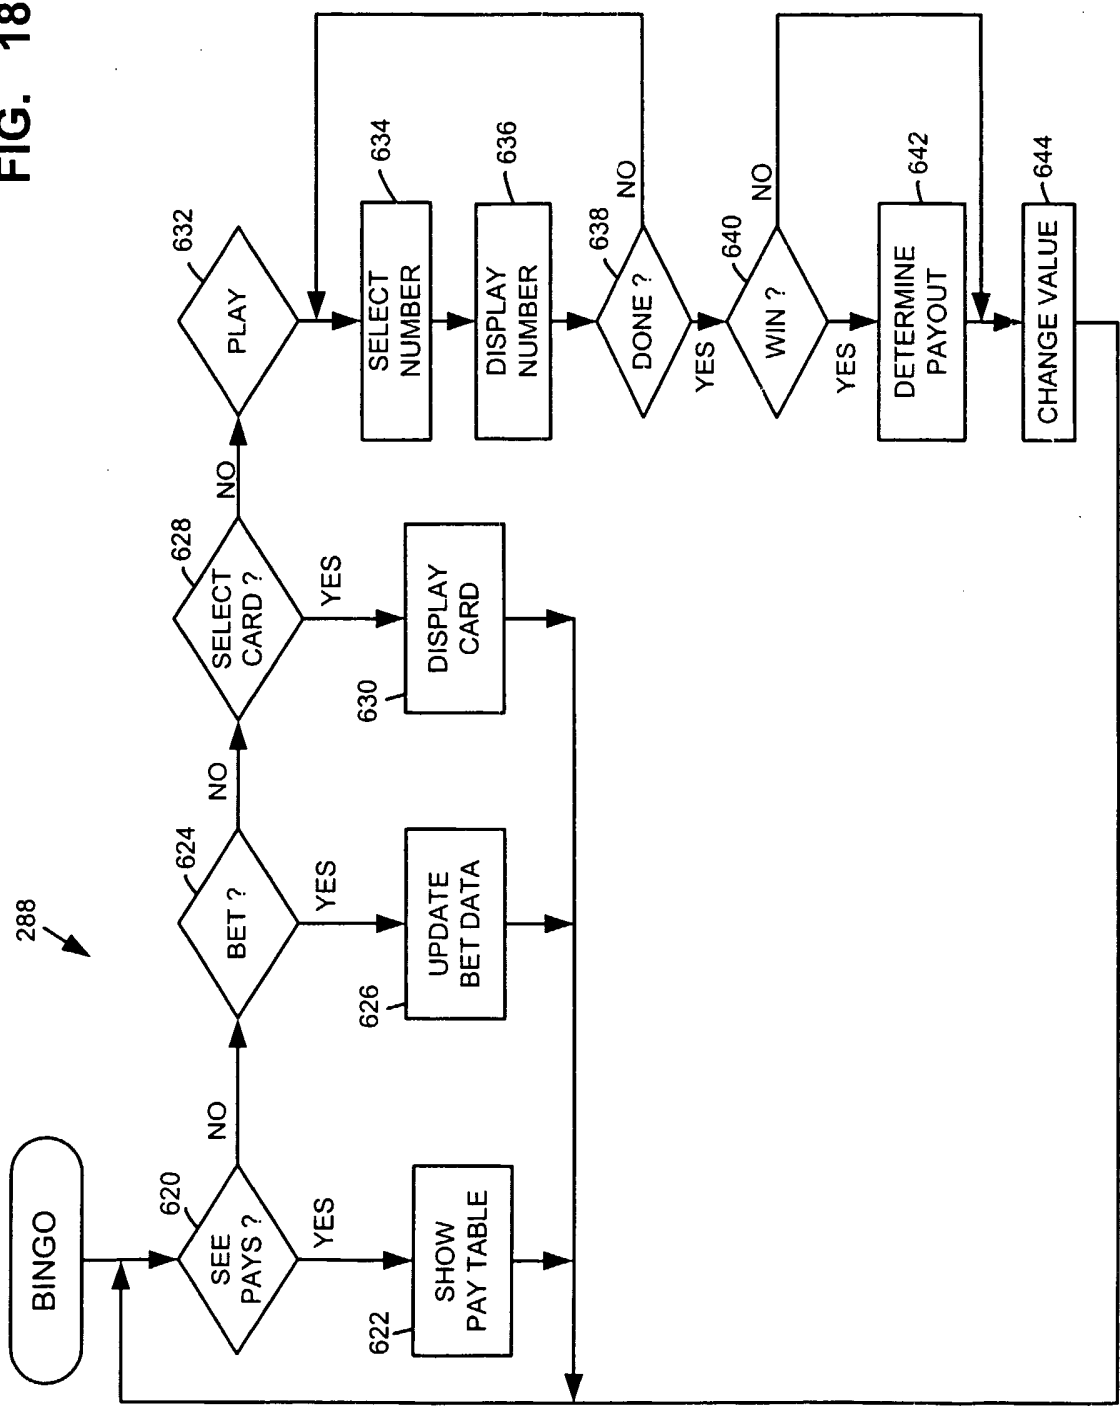 FIG. 18
288
BINGO
620
SEE
PAYS ?
NO
YES
622
SHOW
PAY TABLE
624
BET ?
NO
YES
626
UPDATE
BET DATA
628
SELECT
CARD ?
NO
YES
630
DISPLAY
CARD
632
PLAY
634
SELECT
NUMBER
636
DISPLAY
NUMBER
638
DONE ?
NO
YES
640
WIN ?
NO
YES
642
DETERMINE
PAYOUT
644
CHANGE VALUE